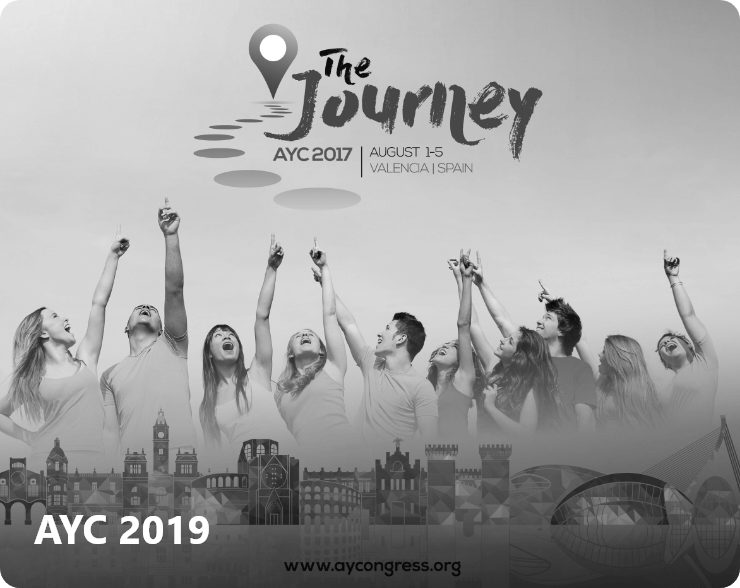 The
Journey
AYC 2017 | AUGUST 1-5
VALENCIA | SPAIN
AYC 2019
www.aycongress.org